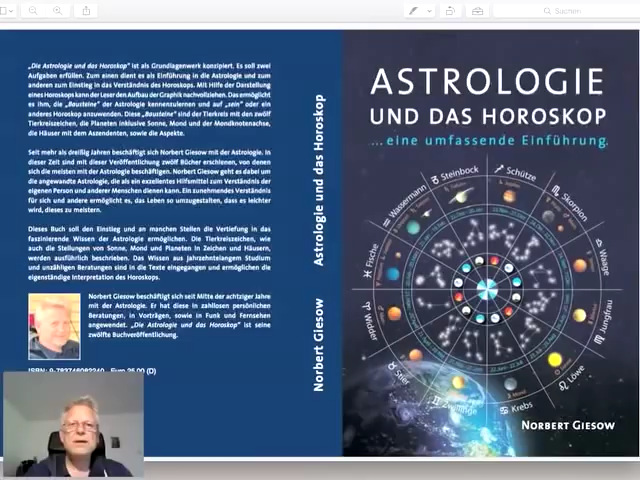 Suchen
„Die Astrologie und das Horoskop" ist als Grundlagenwerk konzipiert. Es soll zwei
Aufgaben erfüllen. Zum einen dient es als Einführung in die Astrologie und zum
anderen zum Einstieg in das Verständnis des Horoskops. Mit Hilfe der Darstellung
eines Horoskops kann der Leser den Aufbau der Graphik nachvollziehen. Das ermöglicht
es ihm, die „Bausteine" der Astrologie kennenzulernen und auf „sein" oder ein
anderes Horoskop anzuwenden. Diese „Bausteine" sind der Tierkreis mit den zwölf
Tierkreiszeichen, die Planeten inklusive Sonne, Mond und der Mondknotenachse,
die Häuser mit dem Aszendenten, sowie die Aspekte.
Seit mehr als dreißig Jahren beschäftigt sich Norbert Giesow mit der Astrologie. In
dieser Zeit sind mit dieser Veröffentlichung zwölf Bücher erschienen, von denen
sich die meisten mit der Astrologie beschäftigen. Norbert Giesow geht es dabei um
die angewandte Astrologie, die als ein exzellentes Hilfsmittel zum Verständnis der
eigenen Person und anderer Menschen dienen kann. Ein zunehmendes Verständnis
für sich und andere ermöglicht es, das Leben so umzugestalten, dass es leichter
wird, dieses zu meistern.
Dieses Buch soll den Einstieg und an manchen Stellen die Vertiefung in das
faszinierende Wissen der Astrologie ermöglichen. Die Tierkreiszeichen, wie
auch die Stellungen von Sonne, Mond und Planeten in Zeichen und Häusern,
werden ausführlich beschrieben. Das Wissen aus jahrzehntelangem Studium
und unzähligen Beratungen sind in die Texte eingegangen und ermöglichen die
eigenständige Interpretation des Horoskops.
Norbert Giesow beschäftigt sich seit Mitte der achtziger Jahre
mit der Astrologie. Er hat diese in zahllosen persönlichen
Beratungen, in Vorträgen, sowie in Funk und Fernsehen
angewendet. „Die Astrologie und das Horoskop" ist seine
zwölfte Buchveröffentlichung.
Astrologie und das Horoskop
Norbert Giesow
ASTROLOGIE
UND DAS HOROSKOP
...eine umfassende Einführung
Steinbock
Schütze
Wassermann
Skorpion
Fische
Waage
Widder
Jungfrau
Stier
Löwe
Zwillinge
Krebs
NORBERT GIESOW